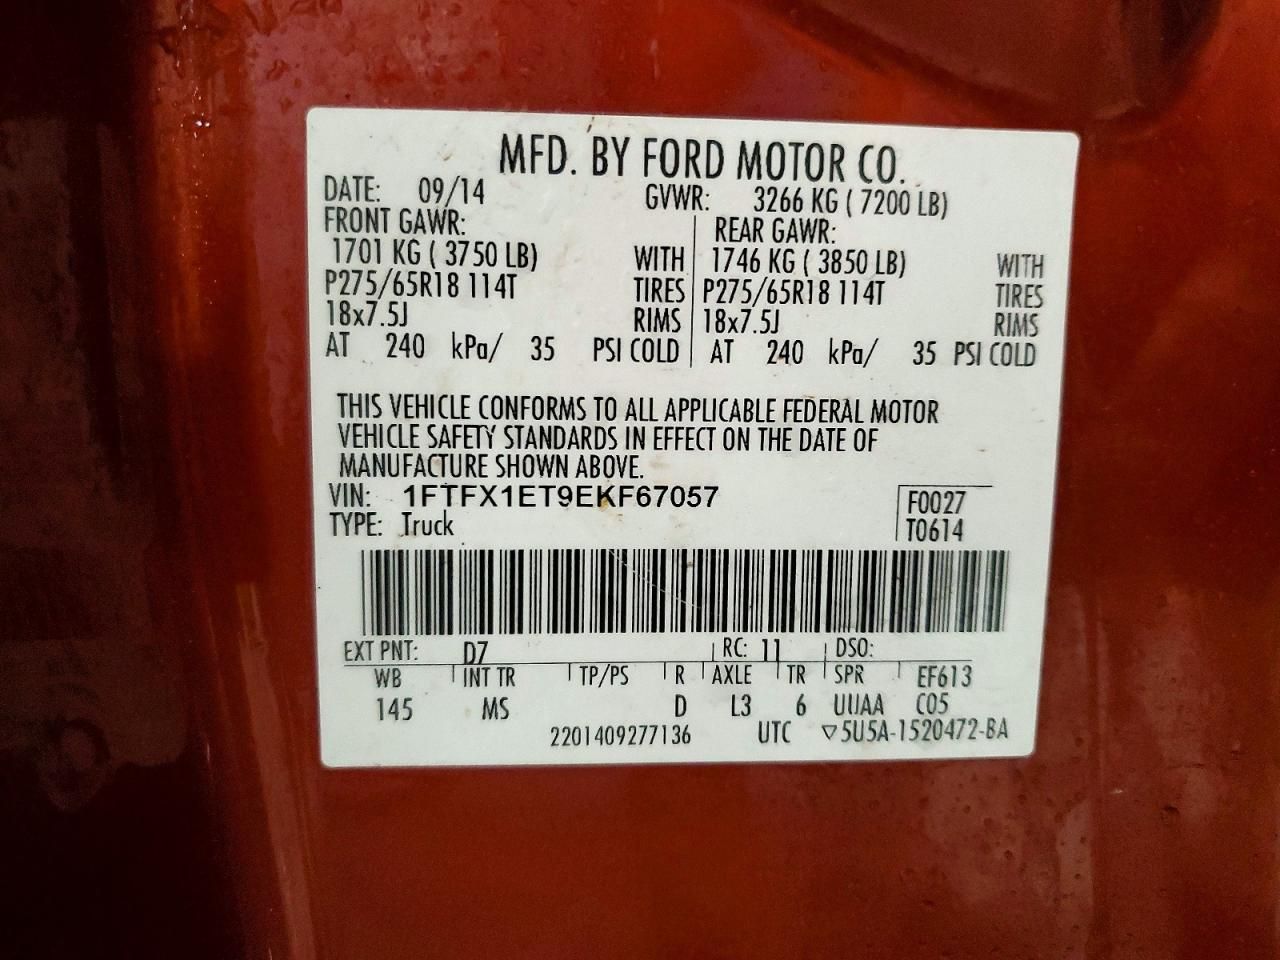 MFD. BY FORD MOTOR CO.
DATE: 09/14 GVWR: 3266 KG ( 7200 LB)
FRONT GAWR: REAR GAWR:
1701 KG ( 3750 LB) WITH 1746 KG ( 3850 LB) WITH
P275/65R18 114T TIRES P275/65R18 114T TIRES
18x7.5J RIMS 18x7.5J RIMS
AT 240 kPa/ 35 PSI COLD AT 240 kPa/ 35 PSI COLD
THIS VEHICLE CONFORMS TO ALL APPLICABLE FEDERAL MOTOR
VEHICLE SAFETY STANDARDS IN EFFECT ON THE DATE OF
MANUFACTURE SHOWN ABOVE.
VIN: 1FTFX1ET9EKF67057 F0027
TYPE: Truck T0614
EXT PNT: D7 RC: 11 DSO:
WB INT TR TP/PS R AXLE TR SPR EF613
145 MS D L3 6 UUAA C05
2201409277136 UTC ▽5U5A-1520472-BA